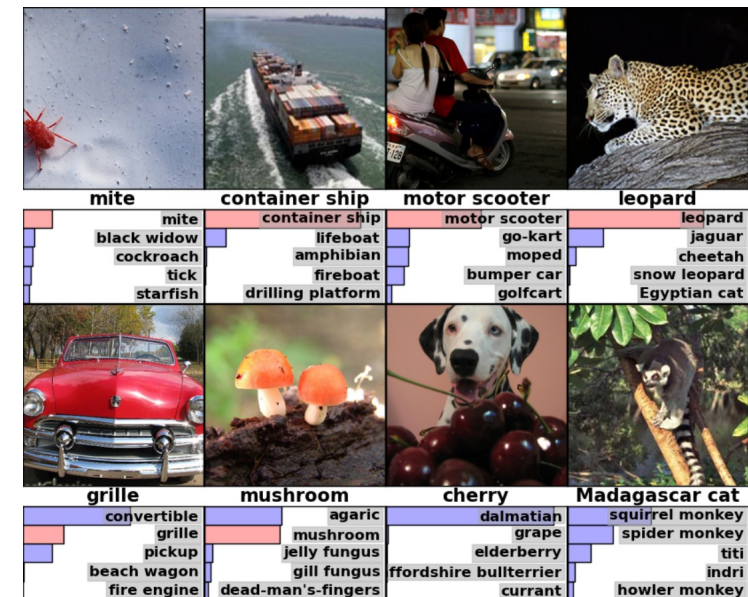 mite
container ship
motor scooter
leopard
mite
black widow
cockroach
tick
starfish
container ship
lifeboat
amphibian
fireboat
drilling platform
motor scooter
go-kart
moped
bumper car
golfcart
leopard
jaguar
cheetah
snow leopard
Egyptian cat
grille
mushroom
cherry
Madagascar cat
convertible
grille
pickup
beach wagon
fire engine
agaric
mushroom
jelly fungus
gill fungus
dead-man's-fingers
dalmatian
grape
elderberry
ffordshire bullterrier
currant
squirrel monkey
spider monkey
titi
indri
howler monkey